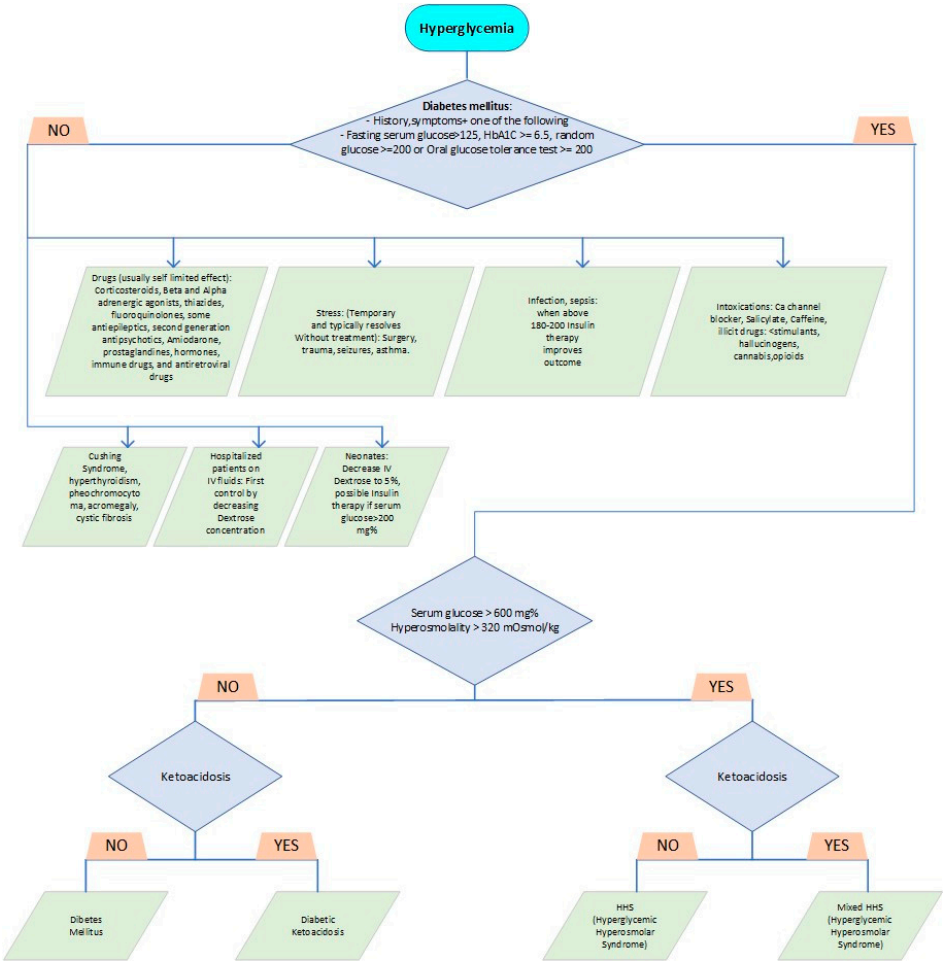 Hyperglycemia
Diabetes mellitus:
- History,symptoms+ one of the following
- Fasting serum glucose>125, HbA1C >= 6.5, random
glucose >=200 or Oral glucose tolerance test >= 200
NO
YES
Drugs (usually self limited effect):
Corticosteroids, Beta and Alpha
adrenergic agonists, thiazides,
fluoroquinolones, some
antiepileptics, second generation
antipsychotics, Amiodarone,
prostaglandines, hormones,
immune drugs, and antiretroviral
drugs
Stress: (Temporary
and typically resolves
Without treatment): Surgery,
trauma, seizures, asthma.
Infection, sepsis:
when above
180-200 Insulin
therapy
improves
outcome
Intoxications: Ca channel
blocker, Salicylate, Caffeine,
illicit drugs: <stimulants,
hallucinogens,
cannabis,opioids
Cushing
Syndrome,
hyperthyroidism,
pheochromocyto
ma, acromegaly,
cystic fibrosis
Hospitalized
patients on
IV fluids: First
control by
decreasing
Dextrose
concentration
Neonates:
Decrease IV
Dextrose to 5%,
possible Insulin
therapy if serum
glucose>200
mg%
Serum glucose > 600 mg%
Hyperosmolality > 320 mOsmol/kg
NO
YES
Ketoacidosis
Ketoacidosis
NO
YES
NO
YES
Dibetes
Mellitus
Diabetic
Ketoacidosis
HHS
(Hyperglycemic
Hyperosmolar
Syndrome)
Mixed HHS
(Hyperglycemic
Hyperosmolar
Syndrome)